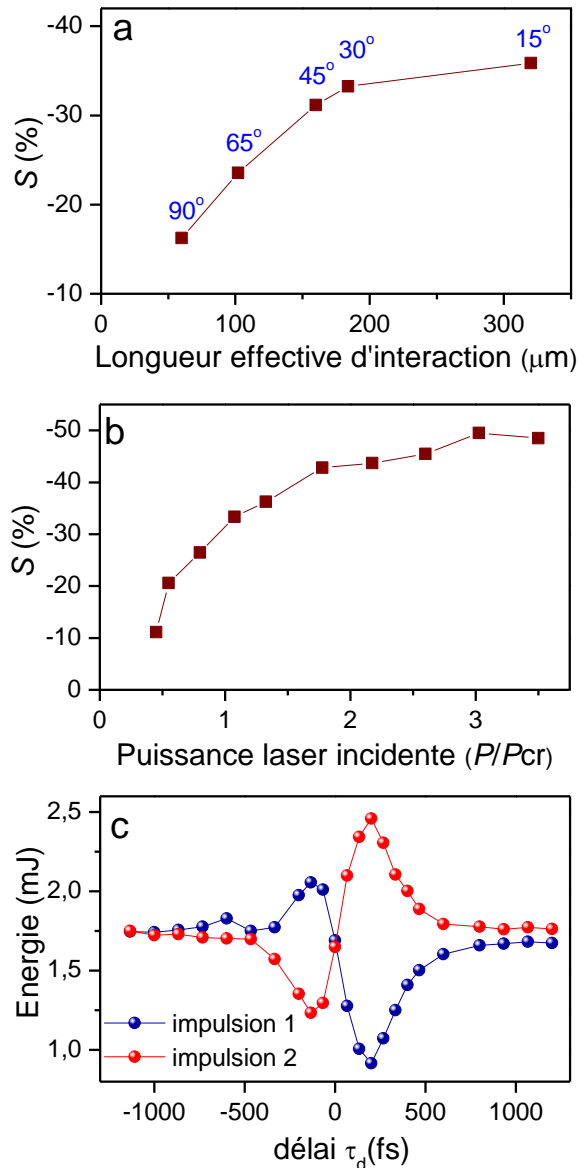 a
-40
-30
-20
-10
S (%)
90°
65°
45°
30°
15°
0 100 200 300
Longueur effective d'interaction (μm)
b
-50
-40
-30
-20
-10
0
S (%)
0 1 2 3
Puissance laser incidente (P/Pcr)
c
2,5
2,0
1,5
1,0
Energie (mJ)
impulsion 1
impulsion 2
-1000 -500 0 500 1000
délai τd(fs)